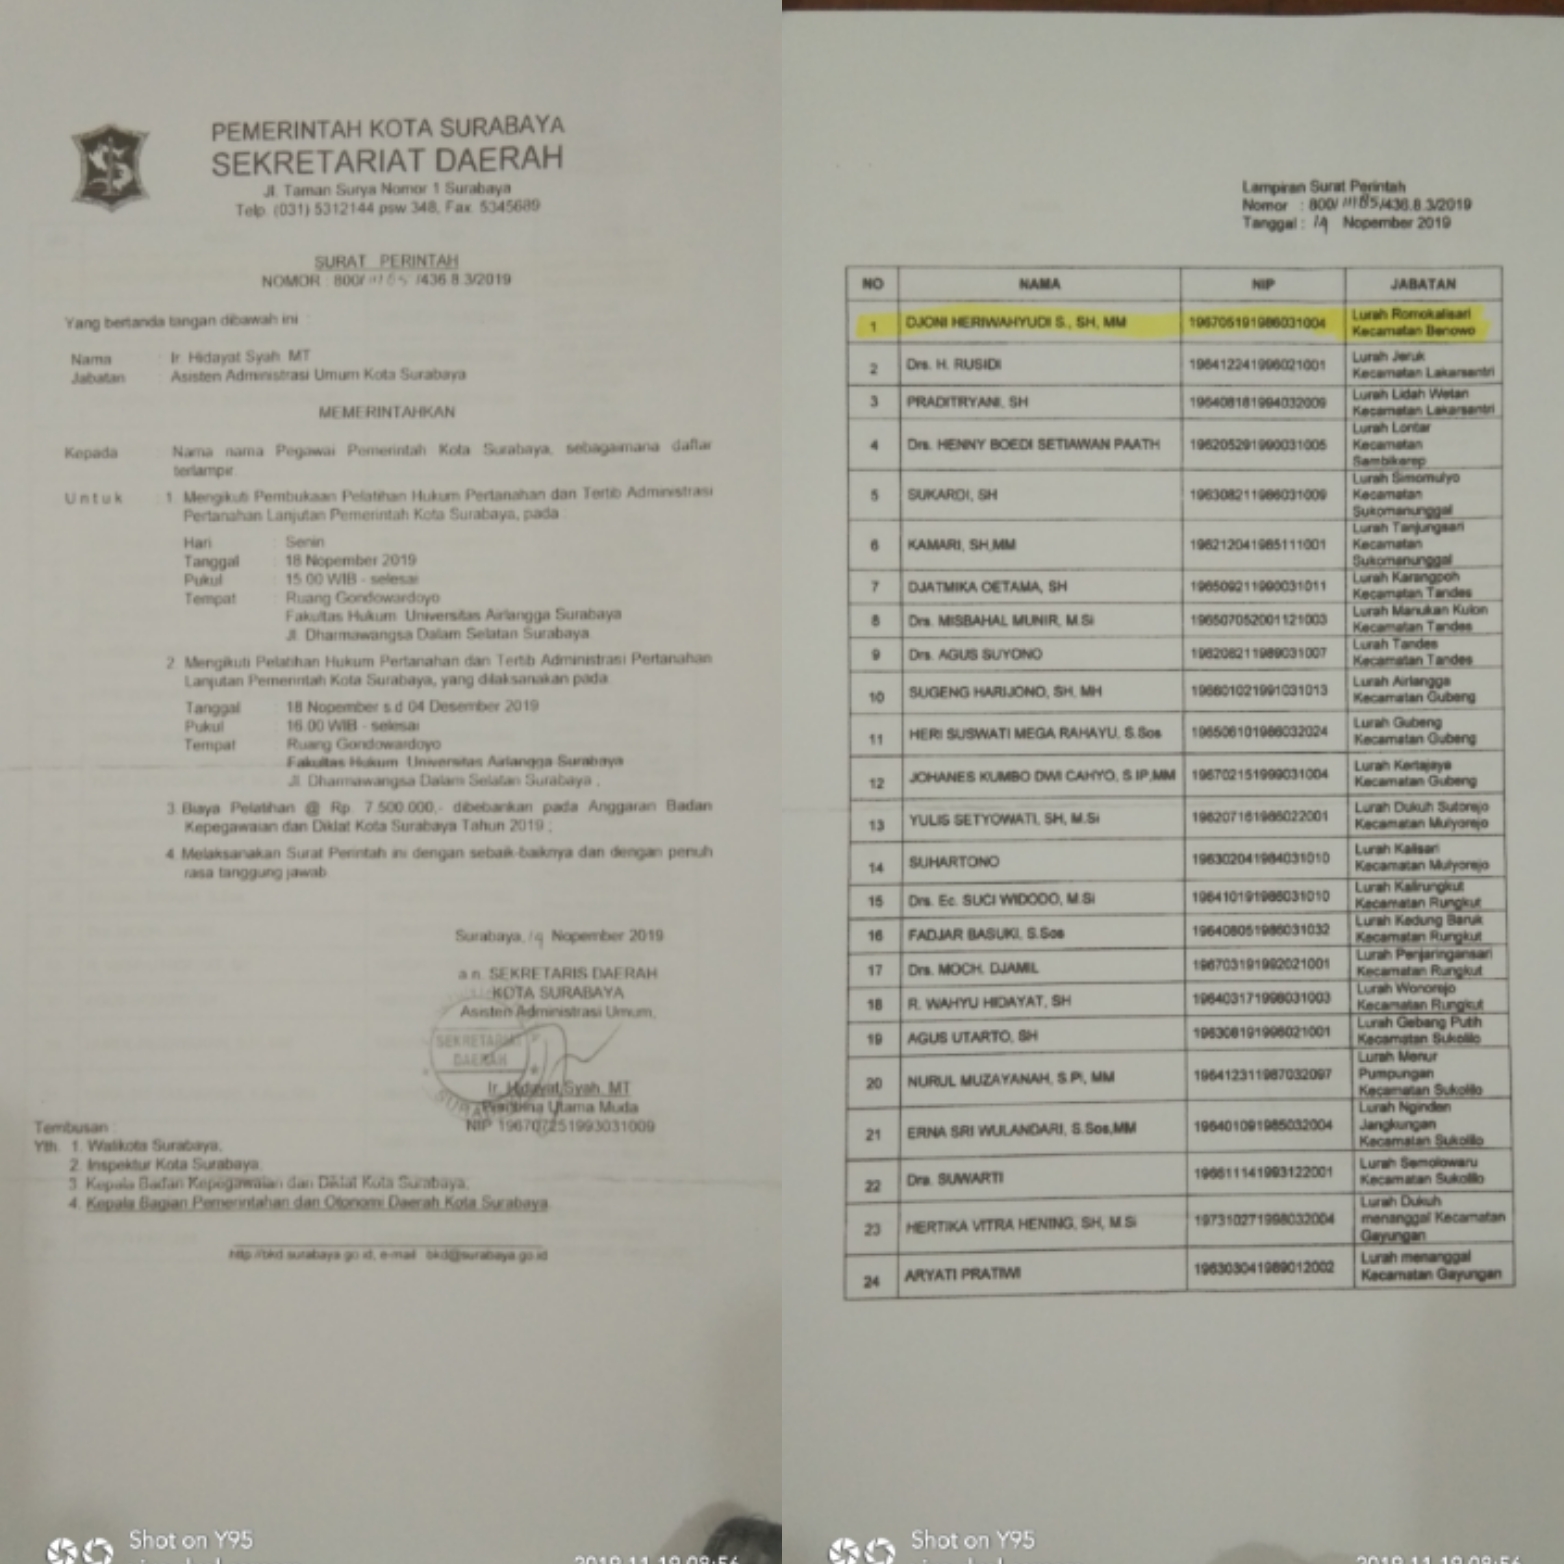 PEMERINTAH KOTA SURABAYA
SEKRETARIAT DAERAH
Jl. Taman Surya Nomor 1 Surabaya
Telp. (031) 5312144 psw 348, Fax. 5345689
SURAT PERINTAH
NOMOR : 800/ /436.8.3/2019
Yang bertanda tangan dibawah ini :
Nama : Ir. Hidayat Syah, MT
Jabatan : Asisten Administrasi Umum Kota Surabaya
MEMERINTAHKAN
Kepada : Nama nama Pegawai Pemerintah Kota Surabaya, sebagaimana daftar
terlampir.
Untuk : 1. Mengikuti Pembukaan Pelatihan Hukum Pertanahan dan Tertib Administrasi
Pertanahan Lanjutan Pemerintah Kota Surabaya, pada :
Hari : Senin
Tanggal : 18 Nopember 2019
Pukul : 15.00 WIB - selesai
Tempat : Ruang Gondowardoyo
Fakultas Hukum Universitas Airlangga Surabaya
Jl. Dharmawangsa Dalam Selatan Surabaya
2. Mengikuti Pelatihan Hukum Pertanahan dan Tertib Administrasi Pertanahan
Lanjutan Pemerintah Kota Surabaya, yang dilaksanakan pada:
Tanggal : 18 Nopember s.d 04 Desember 2019
Pukul : 16.00 WIB - selesai
Tempat : Ruang Gondowardoyo
Fakultas Hukum Universitas Airlangga Surabaya
Jl. Dharmawangsa Dalam Selatan Surabaya ;
3. Biaya Pelatihan @ Rp. 7.500.000,- dibebankan pada Anggaran Badan
Kepegawaian dan Diklat Kota Surabaya Tahun 2019 ;
4. Melaksanakan Surat Perintah ini dengan sebaik-baiknya dan dengan penuh
rasa tanggung jawab.
Surabaya, 14 Nopember 2019
a.n. SEKRETARIS DAERAH
KOTA SURABAYA
Asisten Administrasi Umum,
SEKRETARIAT
DAERAH
Ir. Hidayat Syah, MT
Pembina Utama Muda
NIP 196707251993031009
Tembusan :
Yth. 1. Walikota Surabaya;
2. Inspektur Kota Surabaya;
3. Kepala Badan Kepegawaian dan Diklat Kota Surabaya;
4. Kepala Bagian Pemerintahan dan Otonomi Daerah Kota Surabaya
http://bkd.surabaya.go.id, e-mail : bkd@surabaya.go.id
Shot on Y95
Lampiran Surat Perintah
Nomor : 800/11185/436.8.3/2019
Tanggal : 14 Nopember 2019
NO NAMA NIP JABATAN
1 DJONI HERIWAHYUDI S., SH, MM 196705191986031004 Lurah Romokalisari
Kecamatan Benowo
2 Drs. H. RUSIDI 196412241996021001 Lurah Jeruk
Kecamatan Lakarsantri
3 PRADITRYANI, SH 196408181994032009 Lurah Lidah Wetan
Kecamatan Lakarsantri
4 Drs. HENNY BOEDI SETIAWAN PAATH 196205291990031005 Lurah Lontar
Kecamatan
Sambikerep
5 SUKARDI, SH 196308211986031009 Lurah Simomulyo
Kecamatan
Sukomanunggal
6 KAMARI, SH,MM 196212041985111001 Lurah Tanjungsari
Kecamatan
Sukomanunggal
7 DJATMIKA OETAMA, SH 196509211990031011 Lurah Karangpoh
Kecamatan Tandes
8 Drs. MISBAHAL MUNIR, M.Si 196507052001121003 Lurah Manukan Kulon
Kecamatan Tandes
9 Drs. AGUS SUYONO 196208211989031007 Lurah Tandes
Kecamatan Tandes
10 SUGENG HARIJONO, SH, MH 196601021991031013 Lurah Airlangga
Kecamatan Gubeng
11 HERI SUSWATI MEGA RAHAYU, S.Sos 196506101986032024 Lurah Gubeng
Kecamatan Gubeng
12 JOHANES KUMBO DWI CAHYO, S.IP,MM 196702151999031004 Lurah Kertajaya
Kecamatan Gubeng
13 YULIS SETYOWATI, SH, M.Si 196207161985022001 Lurah Dukuh Sutorejo
Kecamatan Mulyorejo
14 SUHARTONO 196302041984031010 Lurah Kalisari
Kecamatan Mulyorejo
15 Drs. Ec. SUCI WIDODO, M.Si 196410191986031010 Lurah Kalirungkut
Kecamatan Rungkut
16 FADJAR BASUKI, S.Sos 196408051986031032 Lurah Kedung Baruk
Kecamatan Rungkut
17 Drs. MOCH. DJAMIL 196703191992021001 Lurah Penjaringansari
Kecamatan Rungkut
18 R. WAHYU HIDAYAT, SH 196403171998031003 Lurah Wonorejo
Kecamatan Rungkut
19 AGUS UTARTO, SH 196308191996021001 Lurah Gebang Putih
Kecamatan Sukolilo
20 NURUL MUZAYANAH, S.Pi, MM 196412311987032097 Lurah Menur
Pumpungan
Kecamatan Sukolilo
21 ERNA SRI WULANDARI, S.Sos,MM 196401091985032004 Lurah Nginden
Jangkungan
Kecamatan Sukolilo
22 Dra. SUWARTI 196611141993122001 Lurah Semolowaru
Kecamatan Sukolilo
23 HERTIKA VITRA HENING, SH, M.Si 197310271998032004 Lurah Dukuh
menanggal Kecamatan
Gayungan
24 ARYATI PRATIWI 196303041989012002 Lurah menanggal
Kecamatan Gayungan
Shot on Y95